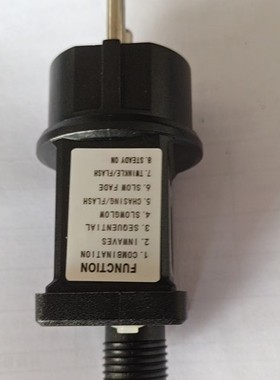 FUNCTION
1. COMBINATION
2. INWAVES
3. SEQUENTIAL
4. SLOWGLOW
5. CHASING/FLASH
6. SLOW FADE
7. TWINKLE/FLASH
8. STEADY ON